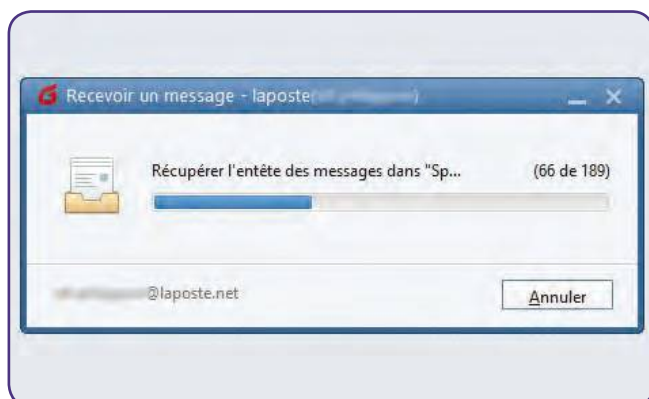 Recevoir un message - laposte
Récupérer l'entête des messages dans "Sp... (66 de 189)
@laposte.net
Annuler